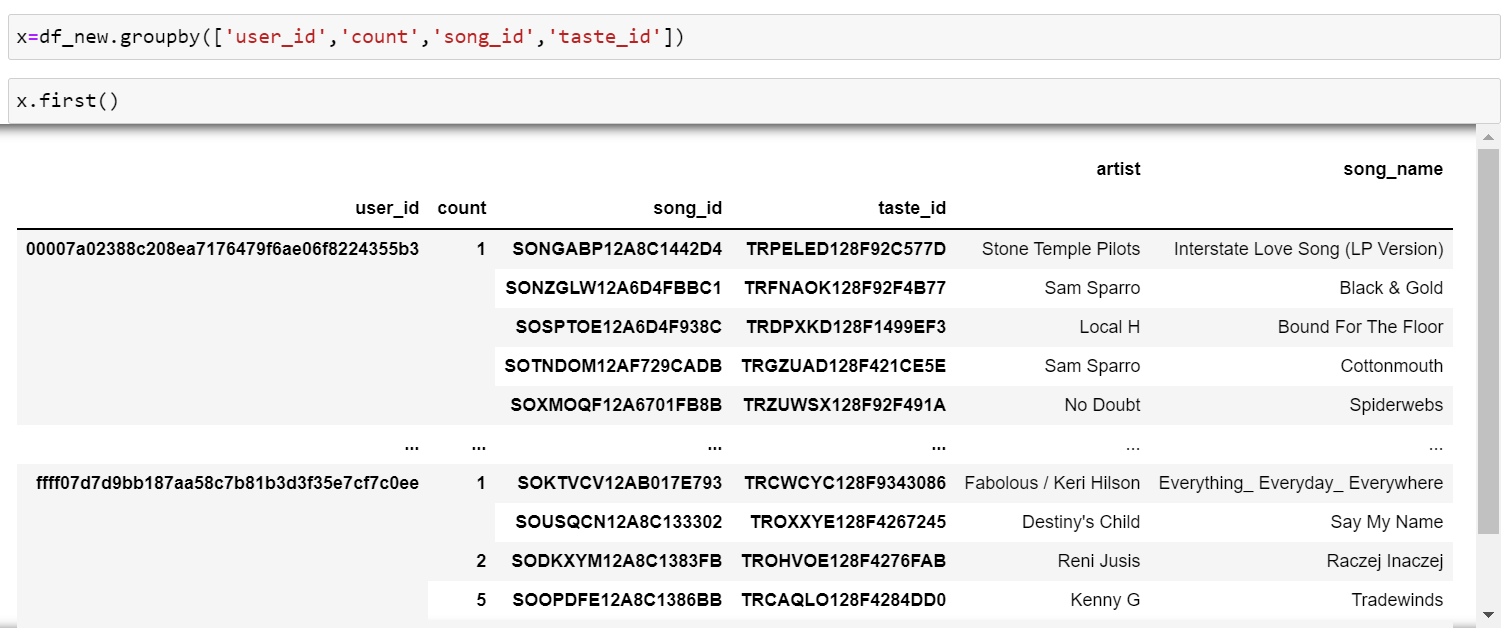 x=df_new.groupby(['user_id','count','song_id','taste_id'])
x.first()
artist song_name
user_id count song_id taste_id
00007a02388c208ea7176479f6ae06f8224355b3 1 SONGABP12A8C1442D4 TRPELED128F92C577D Stone Temple Pilots Interstate Love Song (LP Version)
SONZGLW12A6D4FBBC1 TRFNAOK128F92F4B77 Sam Sparro Black & Gold
SOSPTOE12A6D4F938C TRDPXKD128F1499EF3 Local H Bound For The Floor
SOTNDOM12AF729CADB TRGZUAD128F421CE5E Sam Sparro Cottonmouth
SOXMOQF12A6701FB8B TRZUWSX128F92F491A No Doubt Spiderwebs
... ... ... ... ... ...
ffff07d7d9bb187aa58c7b81b3d3f35e7cf7c0ee 1 SOKTVCV12AB017E793 TRCWCYC128F9343086 Fabolous / Keri Hilson Everything_ Everyday_ Everywhere
SOUSQCN12A8C133302 TROXXYE128F4267245 Destiny's Child Say My Name
2 SODKXYM12A8C1383FB TROHVOE128F4276FAB Reni Jusis Raczej Inaczej
5 SOOPDFE12A8C1386BB TRCAQLO128F4284DD0 Kenny G Tradewinds